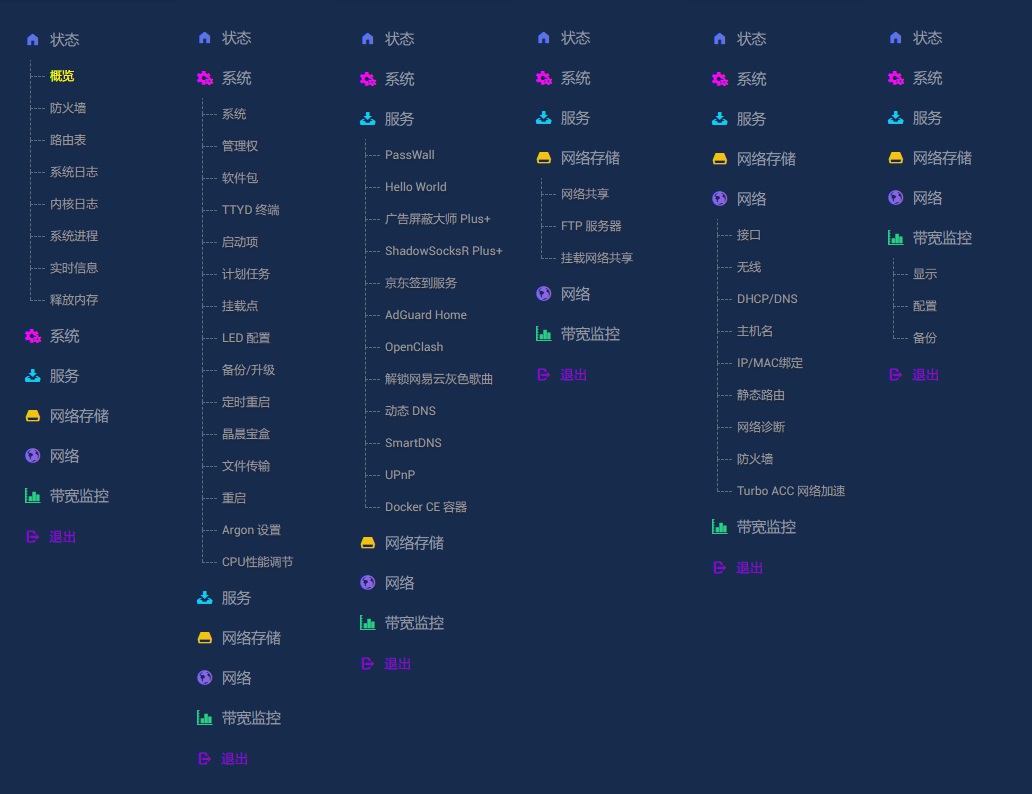 状态
概览
防火墙
路由表
系统日志
内核日志
系统进程
实时信息
释放内存
系统
服务
网络存储
网络
带宽监控
退出
状态
系统
系统
管理权
软件包
TTYD 终端
启动项
计划任务
挂载点
LED 配置
备份/升级
定时重启
晶晨宝盒
文件传输
重启
Argon 设置
CPU性能调节
服务
网络存储
网络
带宽监控
退出
状态
系统
服务
PassWall
Hello World
广告屏蔽大师 Plus+
ShadowSocksR Plus+
京东签到服务
AdGuard Home
OpenClash
解锁网易云灰色歌曲
动态 DNS
SmartDNS
UPnP
Docker CE 容器
网络存储
网络
带宽监控
退出
状态
系统
服务
网络存储
网络共享
FTP 服务器
挂载网络共享
网络
带宽监控
退出
状态
系统
服务
网络存储
网络
接口
无线
DHCP/DNS
主机名
IP/MAC绑定
静态路由
网络诊断
防火墙
Turbo ACC 网络加速
带宽监控
退出
状态
系统
服务
网络存储
网络
带宽监控
显示
配置
备份
退出